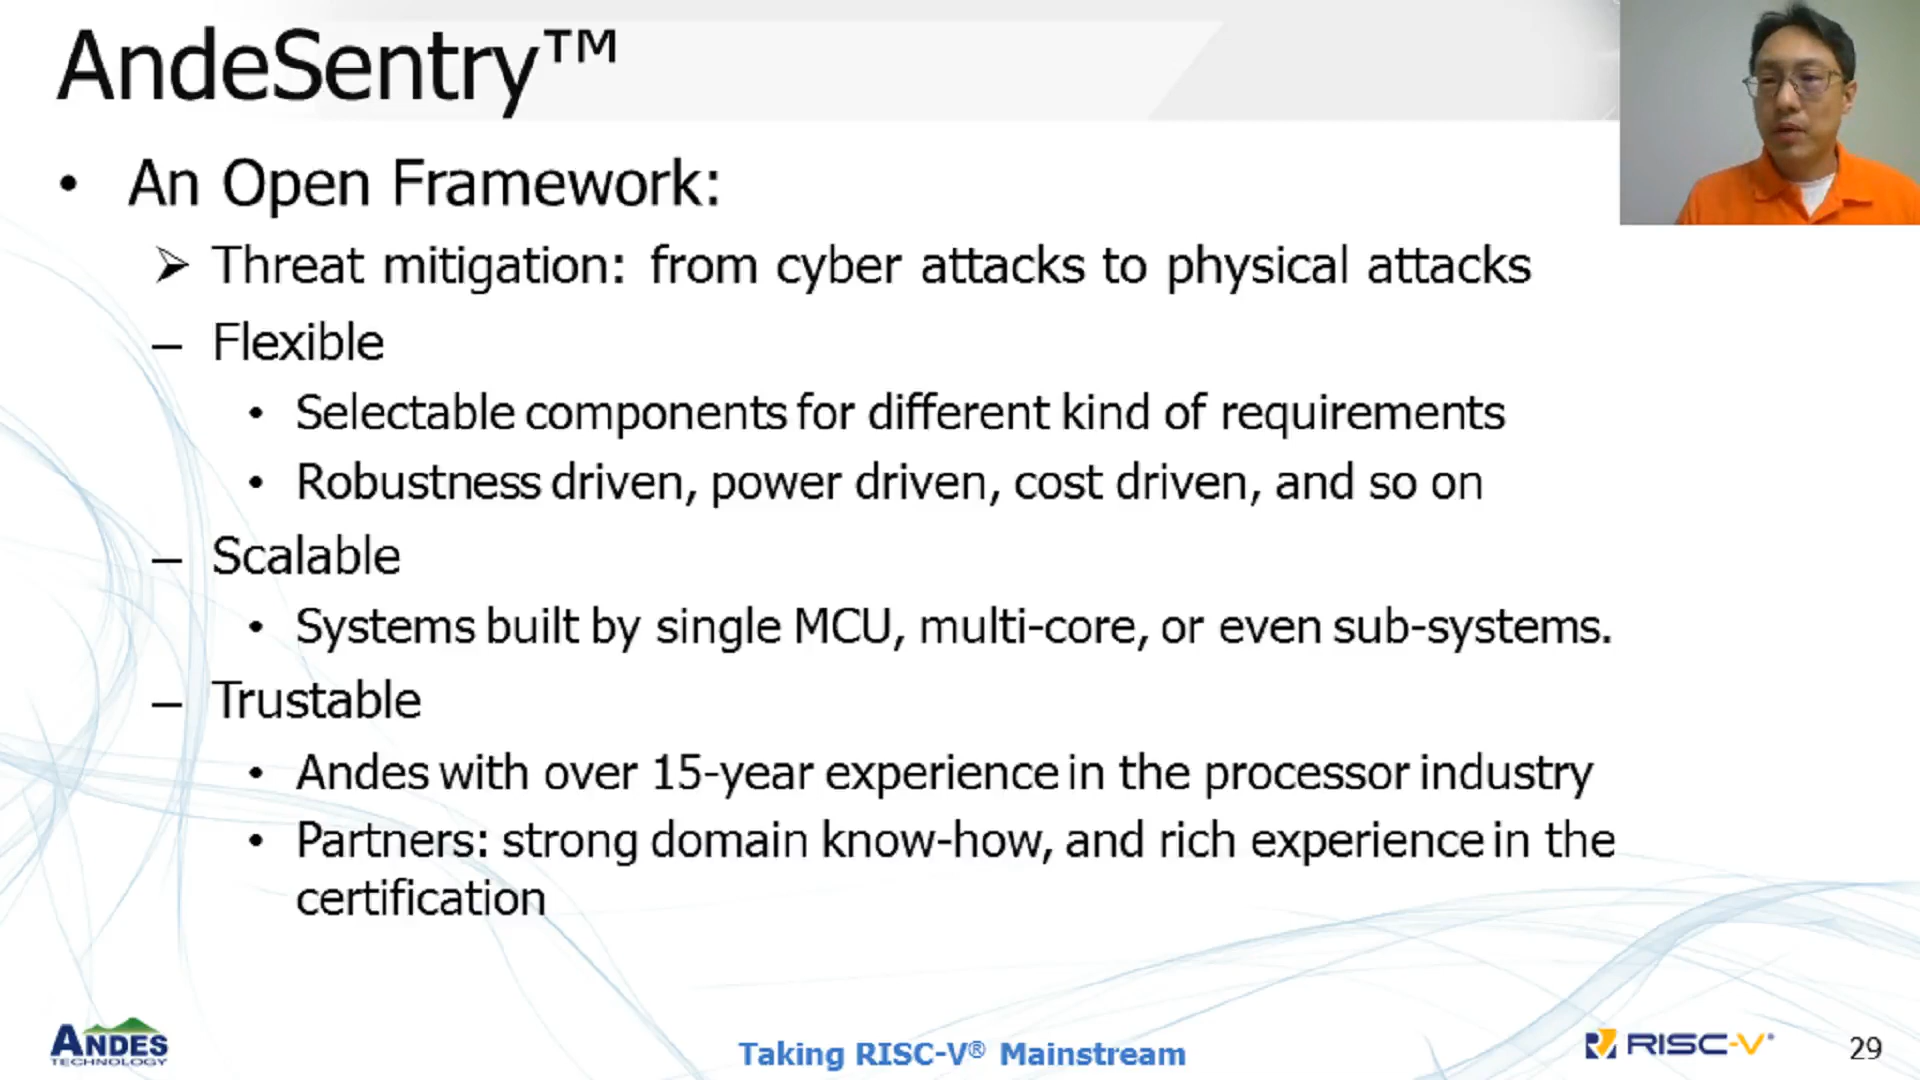 AndeSentry™
• An Open Framework:
➢ Threat mitigation: from cyber attacks to physical attacks
– Flexible
• Selectable components for different kind of requirements
• Robustness driven, power driven, cost driven, and so on
– Scalable
• Systems built by single MCU, multi-core, or even sub-systems.
– Trustable
• Andes with over 15-year experience in the processor industry
• Partners: strong domain know-how, and rich experience in the
certification
ANDES
TECHNOLOGY
Taking RISC-V® Mainstream
RISC-V®
29